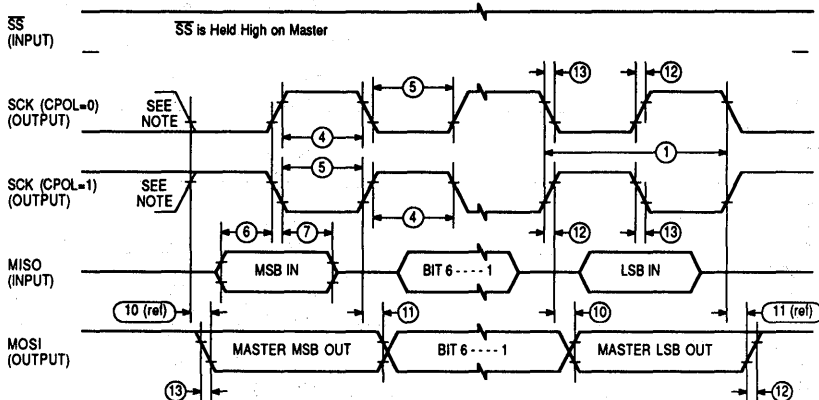 SS
(INPUT)
SS is Held High on Master
13
12
5
SCK (CPOL=0)
(OUTPUT)
SEE
NOTE
4
1
5
SCK (CPOL=1)
(OUTPUT)
SEE
NOTE
4
12
13
6
7
MISO
(INPUT)
MSB IN
BIT 6 - - - - 1
LSB IN
10 (ref)
11
10
11 (ref)
MOSI
(OUTPUT)
MASTER MSB OUT
BIT 6 - - - - 1
MASTER LSB OUT
13
12